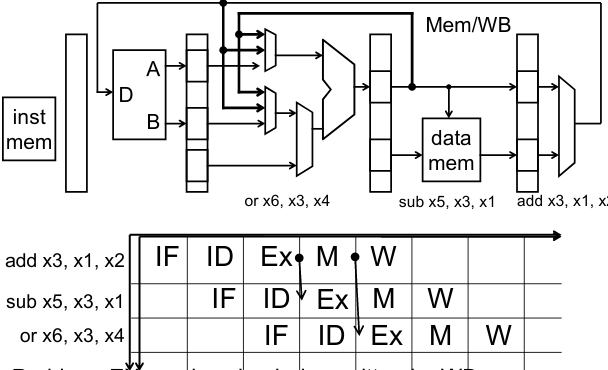 Mem/WB
A
D
B
inst
mem
data
mem
or x6, x3, x4
sub x5, x3, x1
add x3, x1, x2
add x3, x1, x2 IF ID Ex M W
sub x5, x3, x1 IF ID Ex M W
or x6, x3, x4 IF ID Ex M W